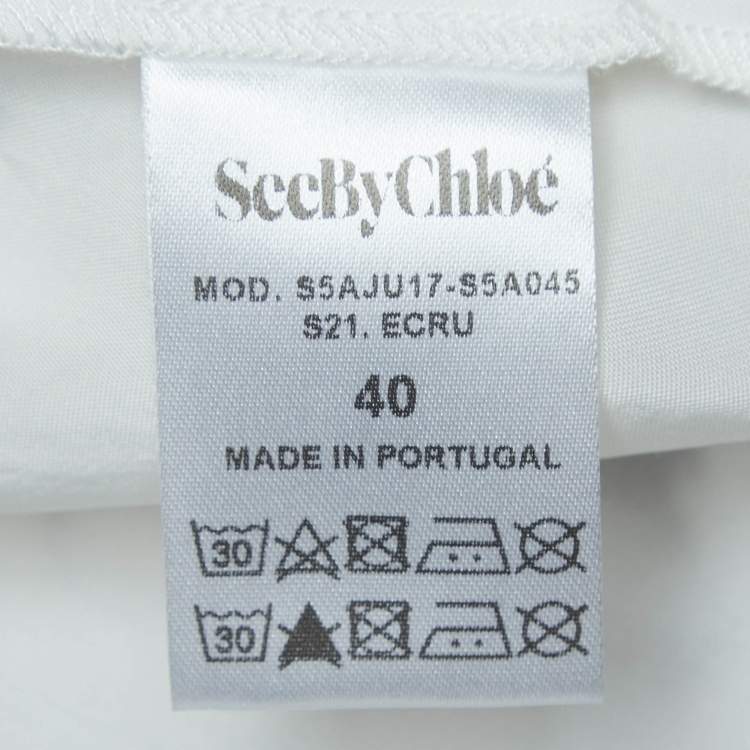 SeeByChloé
MOD. S5AJU17-S5A045
S21. ECRU
40
MADE IN PORTUGAL
30
30